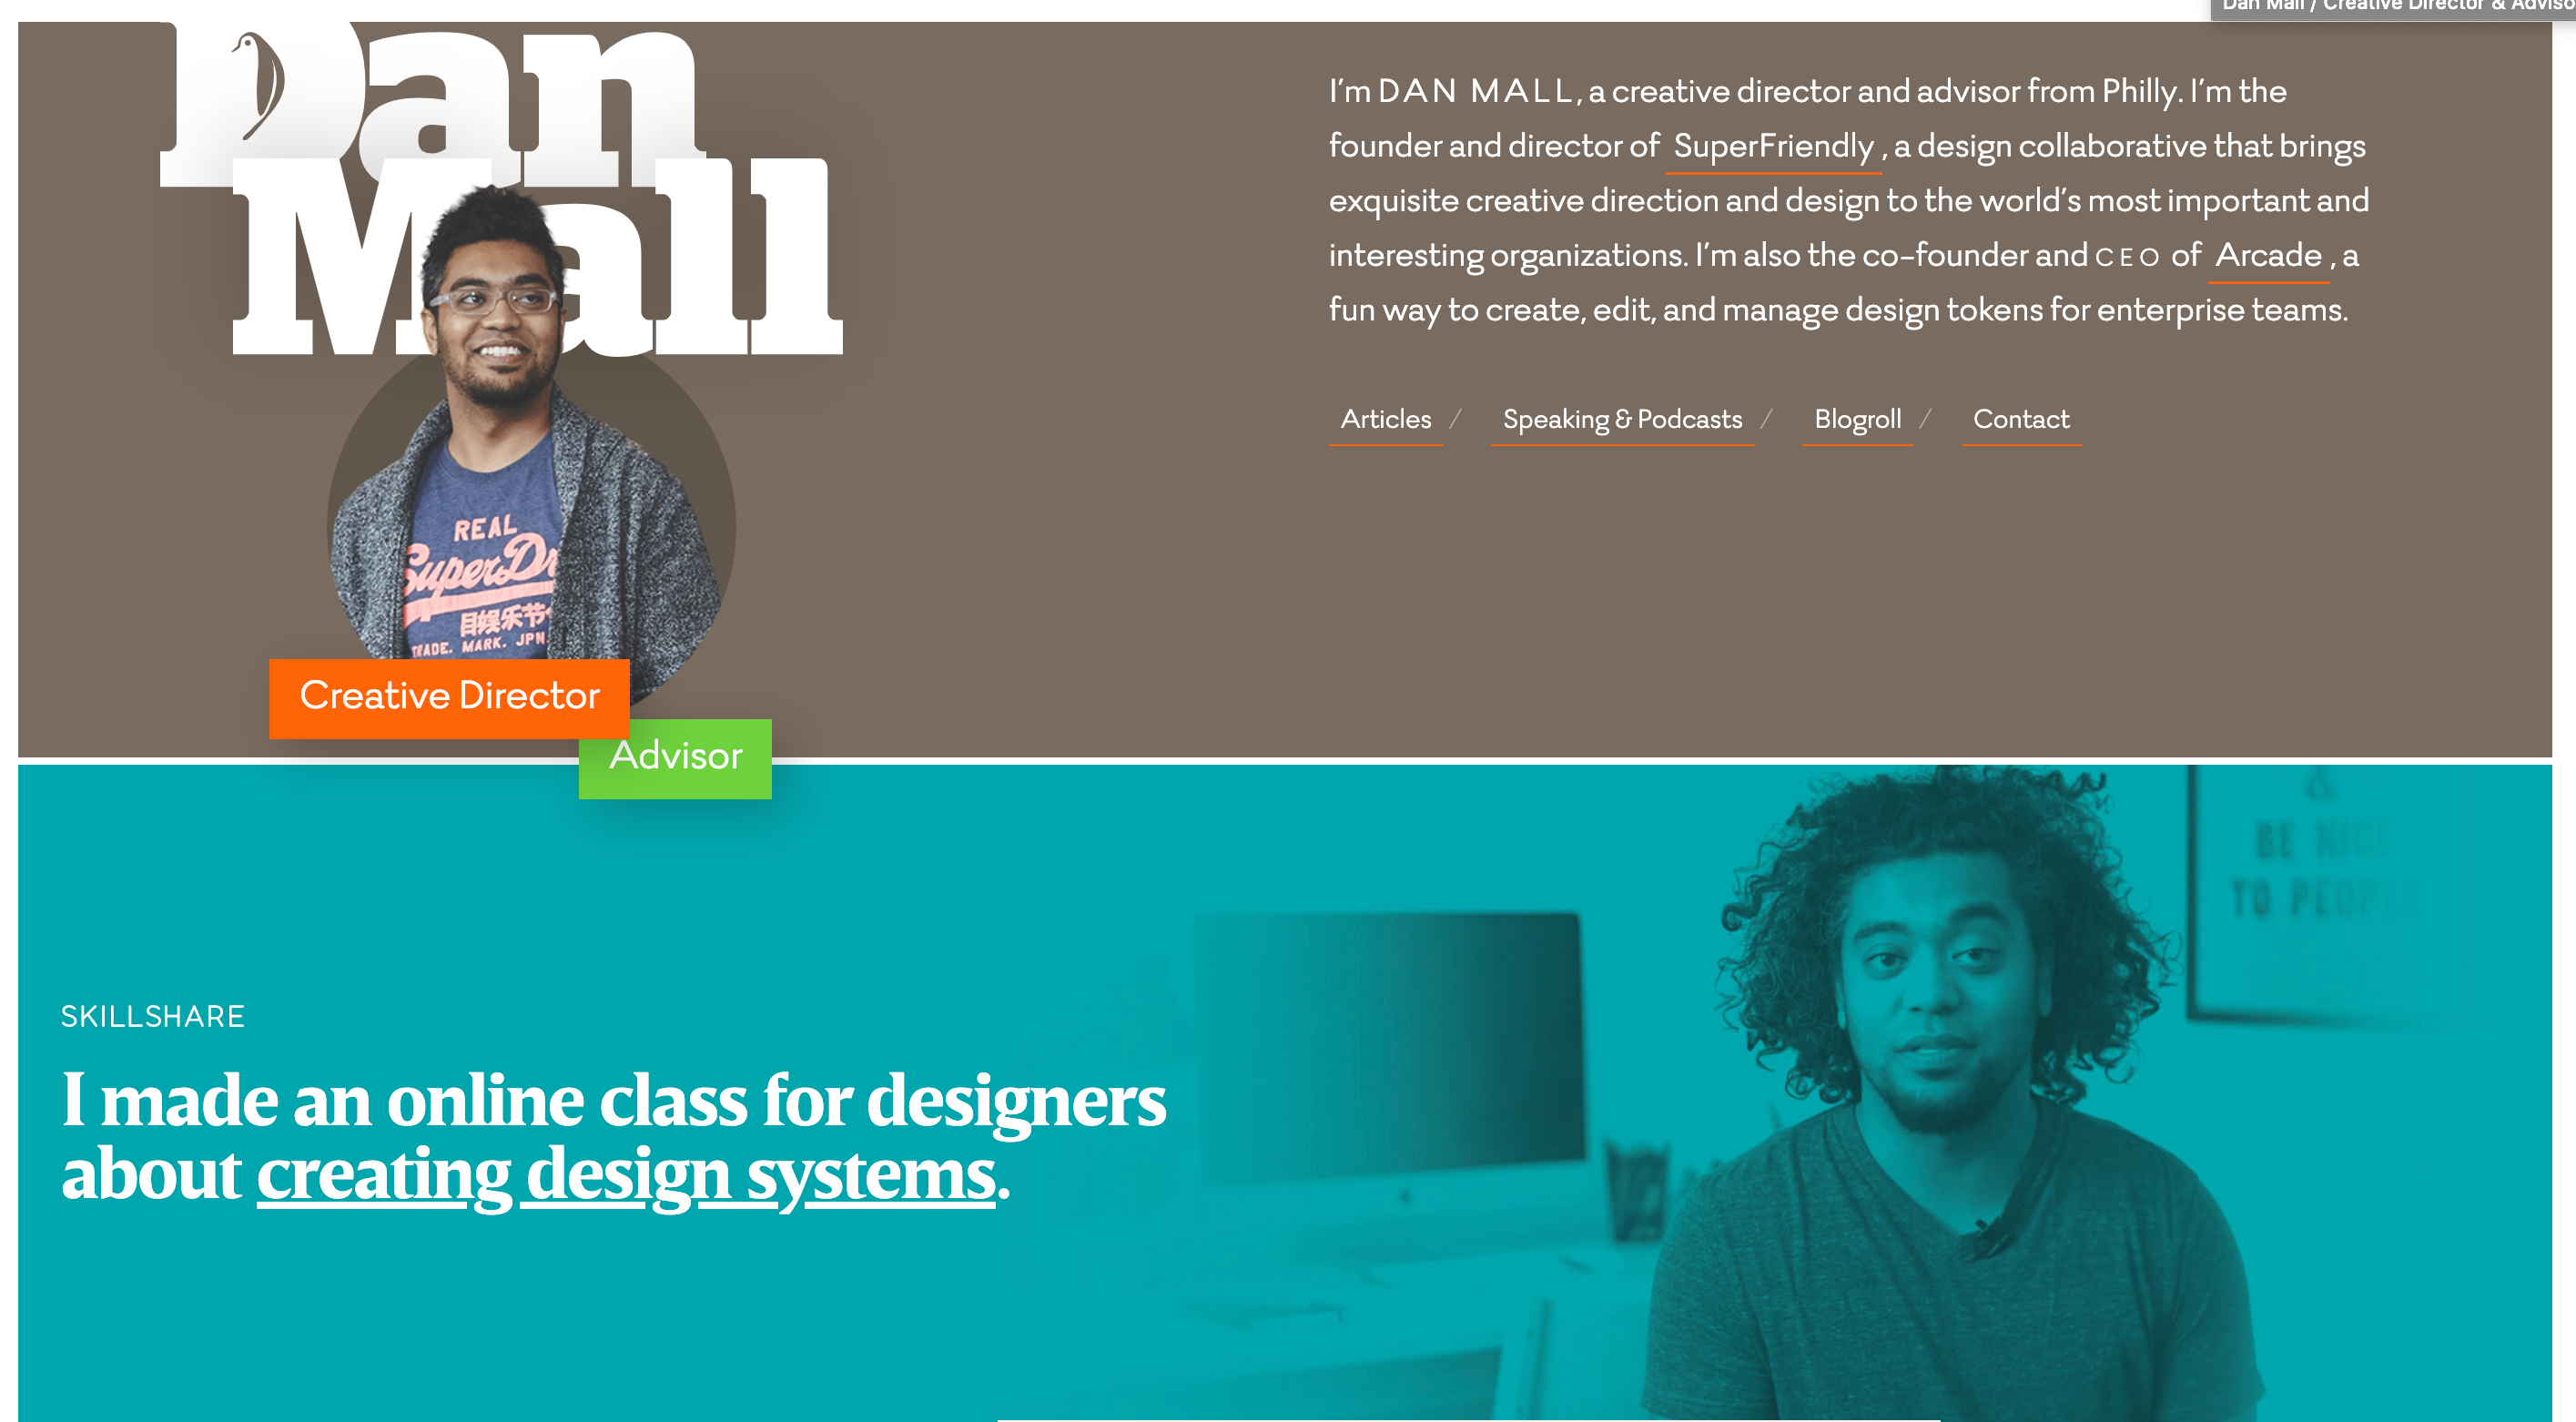 Dan Mall / Creative Director & Adviso
Dan
Mall
REAL
SuperDr
目娱乐节
TRADE. MARK. JPN.
Creative Director
Advisor
I’m DAN MALL, a creative director and advisor from Philly. I’m the
founder and director of SuperFriendly, a design collaborative that brings
exquisite creative direction and design to the world’s most important and
interesting organizations. I’m also the co-founder and CEO of Arcade, a
fun way to create, edit, and manage design tokens for enterprise teams.
Articles / Speaking & Podcasts / Blogroll / Contact
SKILLSHARE
I made an online class for designers
about creating design systems.
&
BE NICE
TO PEOPLE